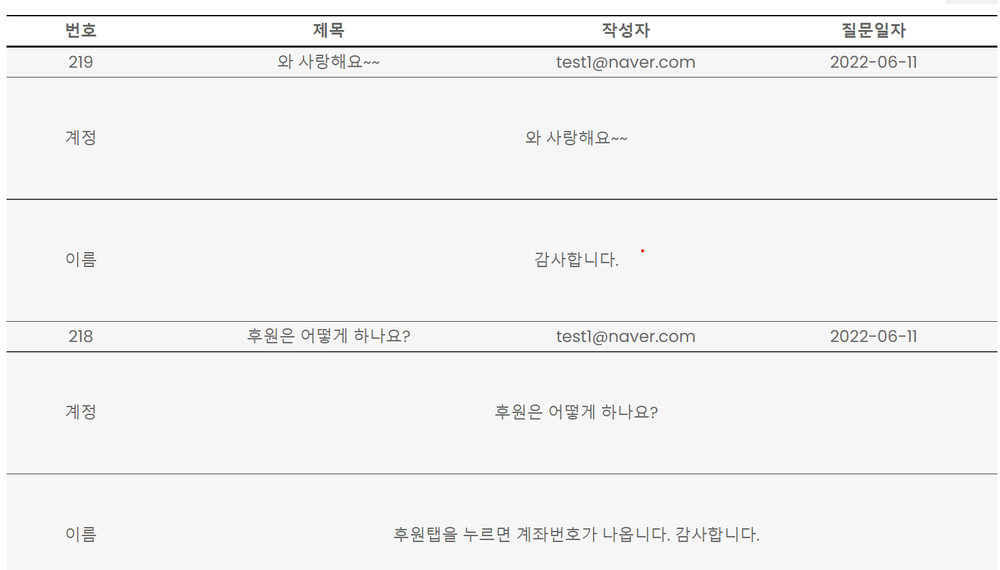 번호 제목 작성자 질문일자
219 와 사랑해요~~ test1@naver.com 2022-06-11
계정 와 사랑해요~~
이름 감사합니다.
218 후원은 어떻게 하나요? test1@naver.com 2022-06-11
계정 후원은 어떻게 하나요?
이름 후원탭을 누르면 계좌번호가 나옵니다. 감사합니다.